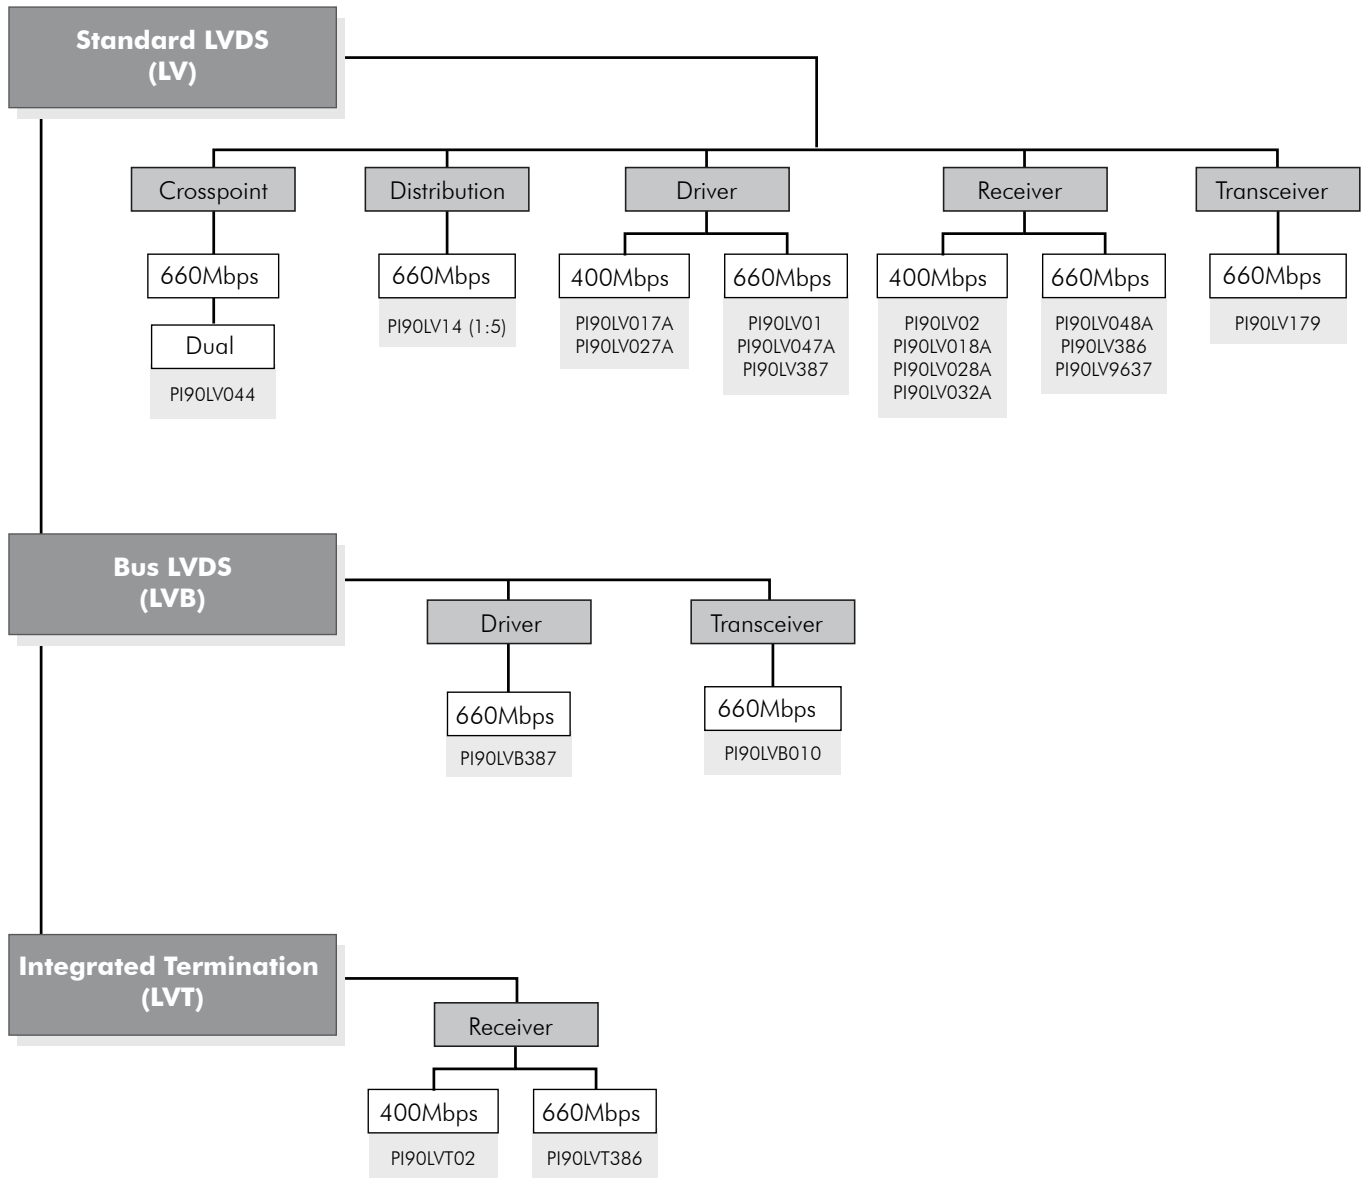 Standard LVDS
(LV)
Crosspoint
Distribution
Driver
Receiver
Transceiver
660Mbps
660Mbps
400Mbps
660Mbps
400Mbps
660Mbps
660Mbps
Dual
PI90LV044
PI90LV14 (1:5)
PI90LV017A
PI90LV027A
PI90LV01
PI90LV047A
PI90LV387
PI90LV02
PI90LV018A
PI90LV028A
PI90LV032A
PI90LV048A
PI90LV386
PI90LV9637
PI90LV179
Bus LVDS
(LVB)
Driver
Transceiver
660Mbps
660Mbps
PI90LVB387
PI90LVB010
Integrated Termination
(LVT)
Receiver
400Mbps
660Mbps
PI90LVT02
PI90LVT386